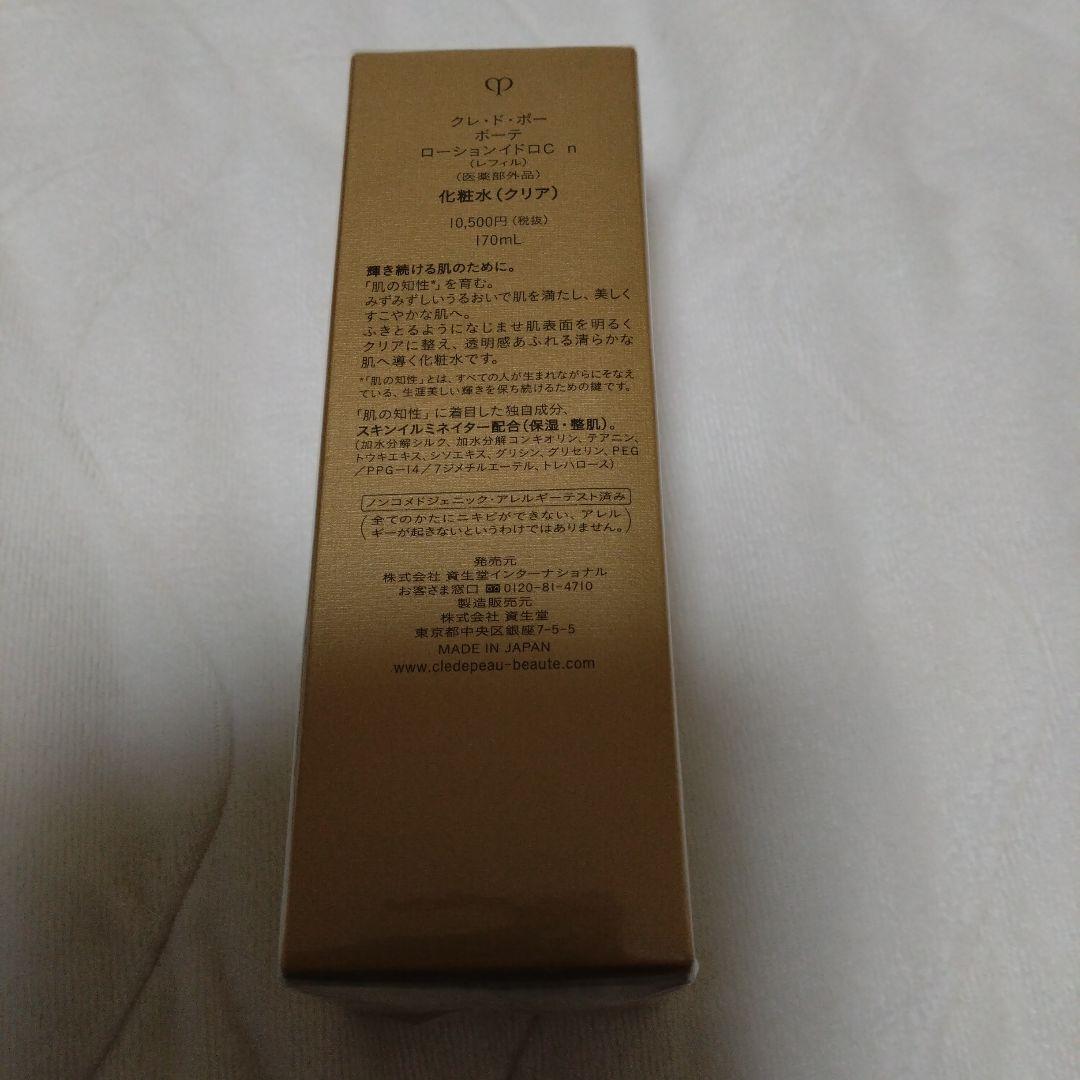 クレ・ド・ポー
ボーテ
ローションイドロC n
(レフィル)
(医薬部外品)
化粧水(クリア)
10,500円(税抜)
170mL
輝き続ける肌のために。
「肌の知性*」を育む。
みずみずしいうるおいで肌を満たし、美しく
すこやかな肌へ。
ふきとるようになじませ肌表面を明るく
クリアに整え、透明感あふれる清らかな
肌へ導く化粧水です。
*「肌の知性」とは、すべての人が生まれながらにそなえ
ている、生涯美しい輝きを保ち続けるための鍵です。
「肌の知性」に着目した独自成分、
スキンイルミネイター配合(保湿・整肌)。
(加水分解シルク、加水分解コンキオリン、テアニン、
トウキエキス、シソエキス、グリシン、グリセリン、PEG
/PPG-14/7ジメチルエーテル、トレハロース)
ノンコメドジェニック・アレルギーテスト済み
(全てのかたにニキビができない、アレル
ギーが起きないというわけではありません。)
発売元
株式会社 資生堂インターナショナル
お客さま窓口 0120-81-4710
製造販売元
株式会社 資生堂
東京都中央区銀座7-5-5
MADE IN JAPAN
www.cledepeau-beaute.com